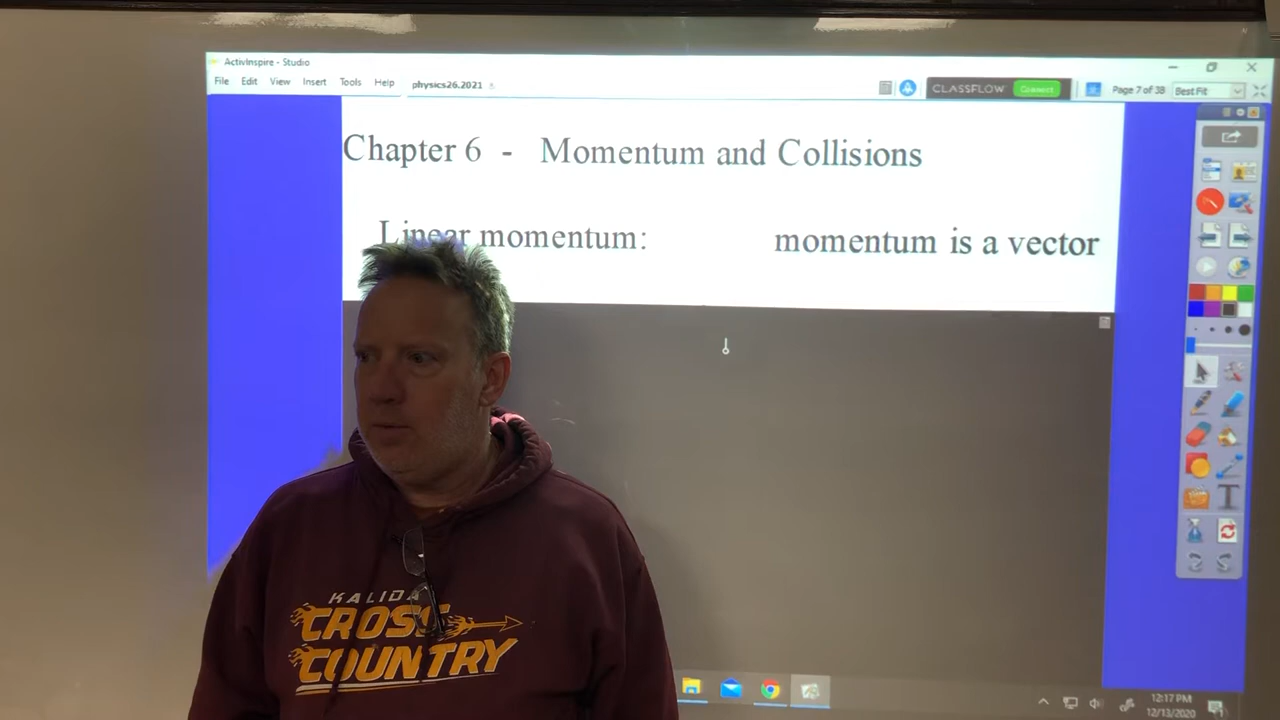 ActivInspire - Studio
File Edit View Insert Tools Help physics26.2021
CLASSFLOW Connect Page 7 of 38 Best Fit
Chapter 6 - Momentum and Collisions
Linear momentum: momentum is a vector
KALIDA
CROSS
COUNTRY
T
12:17 PM
12/13/2020